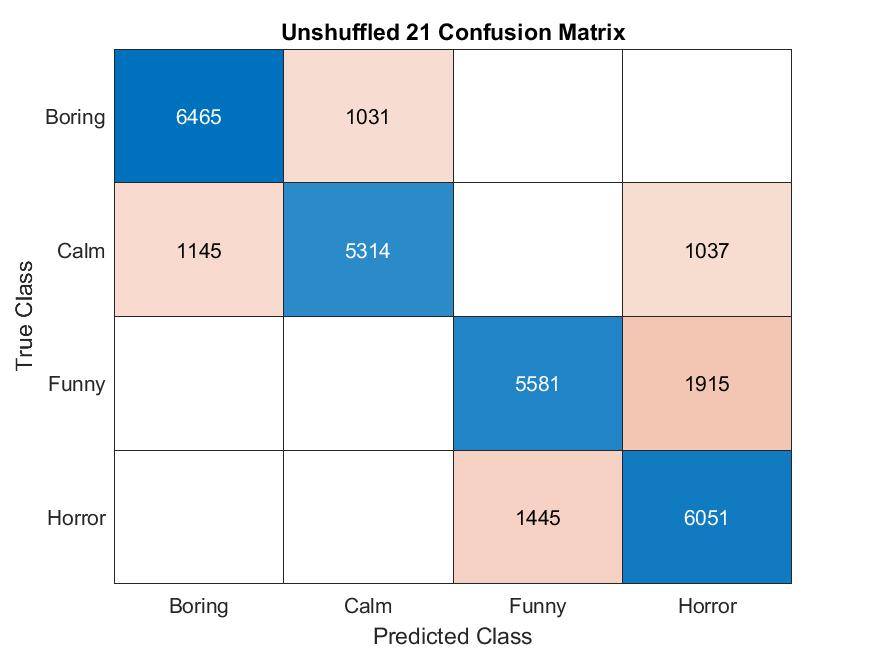 Unshuffled 21 Confusion Matrix
True Class
Boring 6465 1031
Calm 1145 5314 1037
Funny 5581 1915
Horror 1445 6051
Boring Calm Funny Horror
Predicted Class